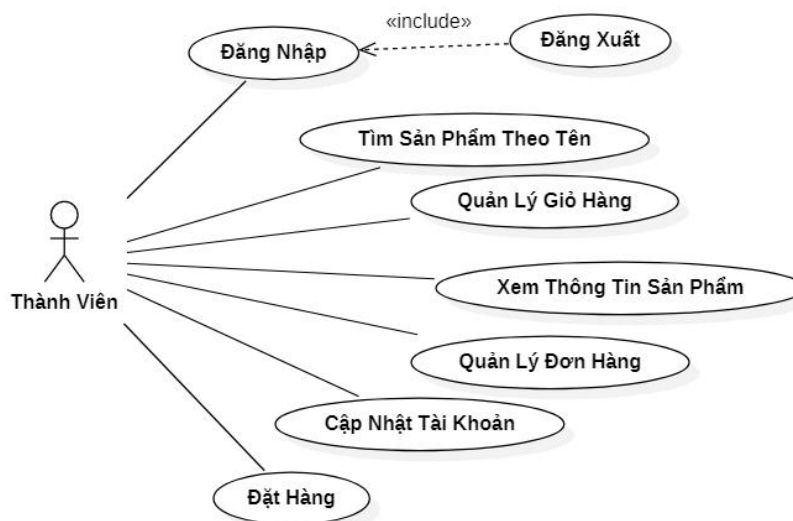 «include»
Đăng Nhập
Đăng Xuất
Tìm Sản Phẩm Theo Tên
Quản Lý Giỏ Hàng
Xem Thông Tin Sản Phẩm
Thành Viên
Quản Lý Đơn Hàng
Cập Nhật Tài Khoản
Đặt Hàng